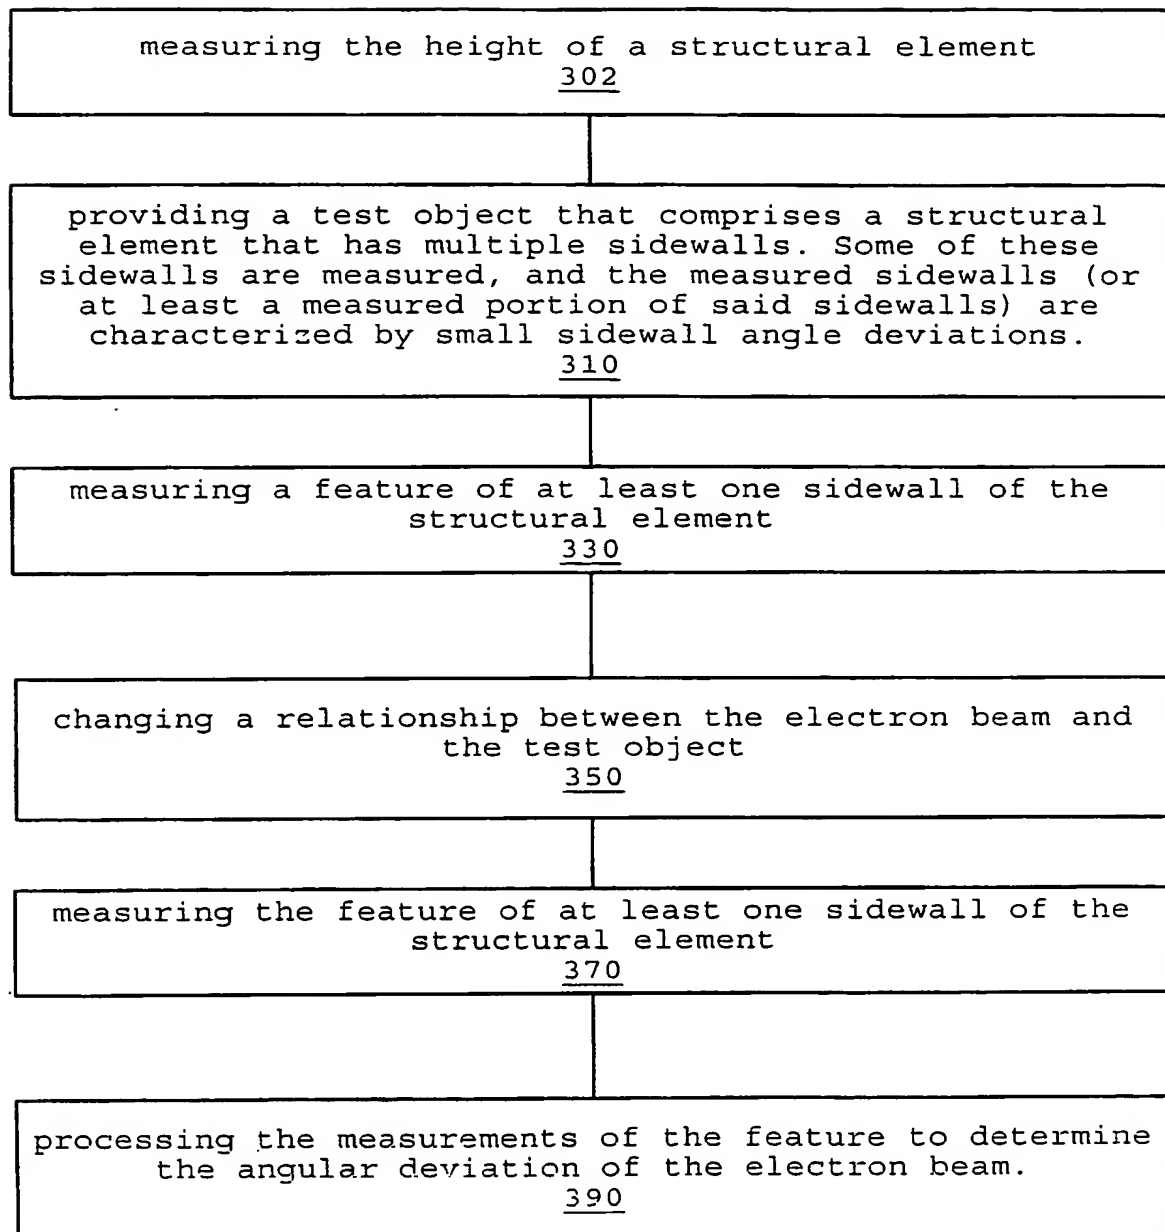 measuring the height of a structural element
302
providing a test object that comprises a structural
element that has multiple sidewalls. Some of these
sidewalls are measured, and the measured sidewalls (or
at least a measured portion of said sidewalls) are
characterized by small sidewall angle deviations.
310
measuring a feature of at least one sidewall of the
structural element
330
changing a relationship between the electron beam and
the test object
350
measuring the feature of at least one sidewall of the
structural element
370
processing the measurements of the feature to determine
the angular deviation of the electron beam.
390